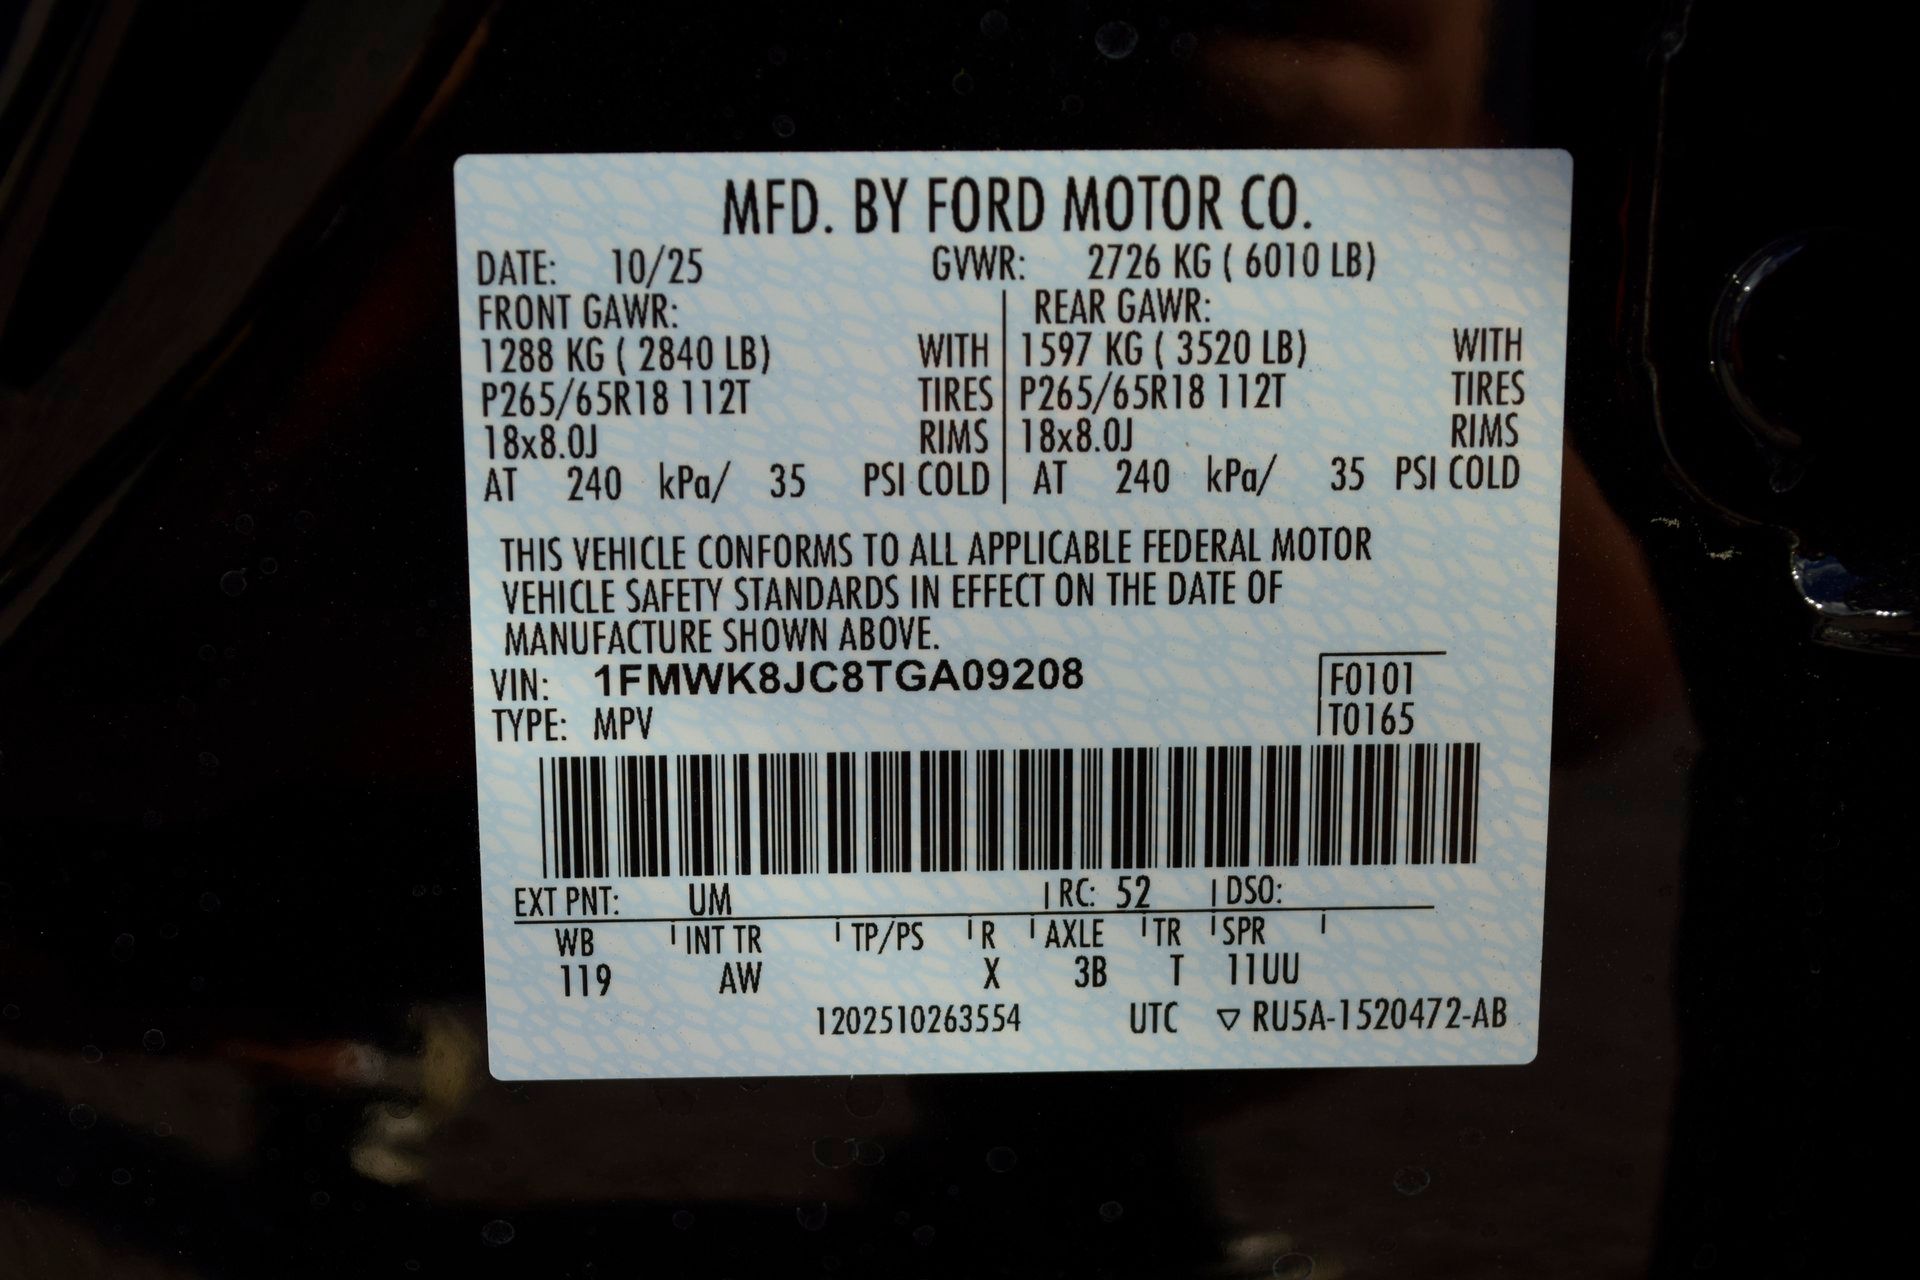 MFD. BY FORD MOTOR CO.
DATE: 10/25 GVWR: 2726 KG ( 6010 LB)
FRONT GAWR: REAR GAWR:
1288 KG ( 2840 LB) WITH 1597 KG ( 3520 LB) WITH
P265/65R18 112T TIRES P265/65R18 112T TIRES
18x8.0J RIMS 18x8.0J RIMS
AT 240 kPa/ 35 PSI COLD AT 240 kPa/ 35 PSI COLD
THIS VEHICLE CONFORMS TO ALL APPLICABLE FEDERAL MOTOR
VEHICLE SAFETY STANDARDS IN EFFECT ON THE DATE OF
MANUFACTURE SHOWN ABOVE.
VIN: 1FMWK8JC8TGA09208 F0101
TYPE: MPV T0165
EXT PNT: UM RC: 52 DSO:
WB INT TR TP/PS R AXLE TR SPR
119 AW X 3B T 11UU
1202510263554 UTC ▽ RU5A-1520472-AB